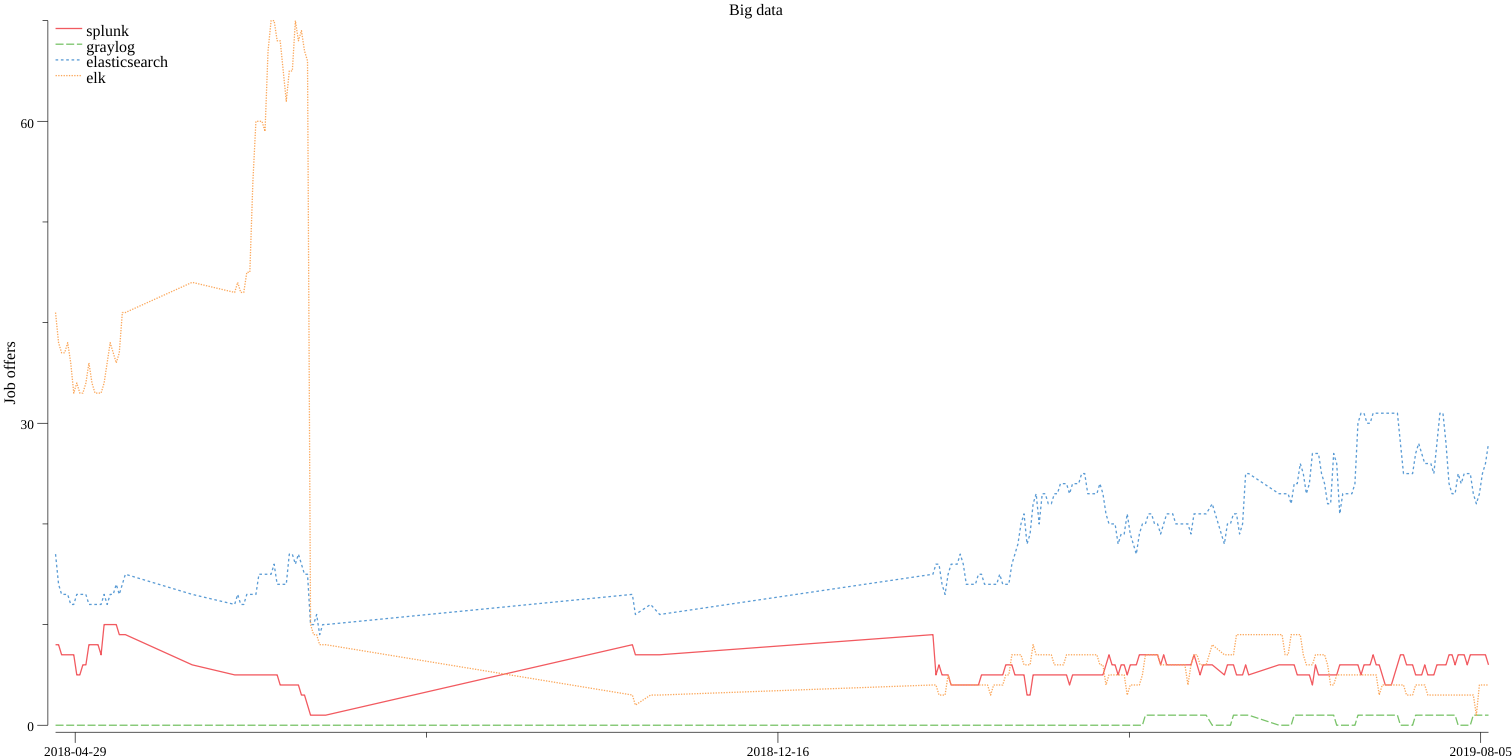 Big data
splunk
graylog
elasticsearch
elk
60
30
0
Job offers
2018-04-29
2018-12-16
2019-08-05